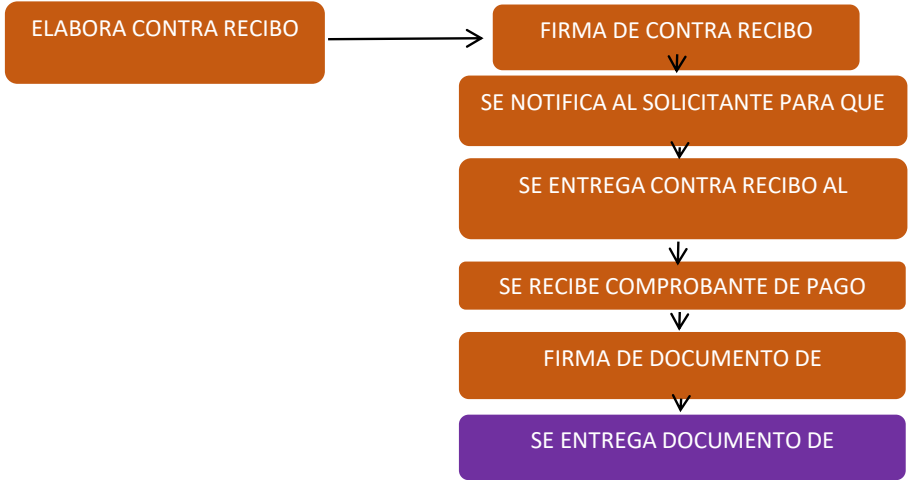 ELABORA CONTRA RECIBO
FIRMA DE CONTRA RECIBO
SE NOTIFICA AL SOLICITANTE PARA QUE
SE ENTREGA CONTRA RECIBO AL
SE RECIBE COMPROBANTE DE PAGO
FIRMA DE DOCUMENTO DE
SE ENTREGA DOCUMENTO DE